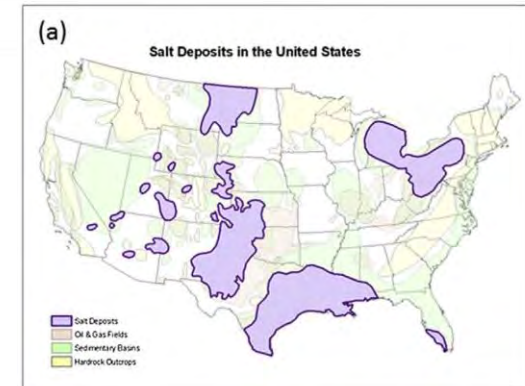 (a)
Salt Deposits in the United States
Salt Deposits
Oil & Gas Fields
Sedimentary Basins
Hardrock Outcrops